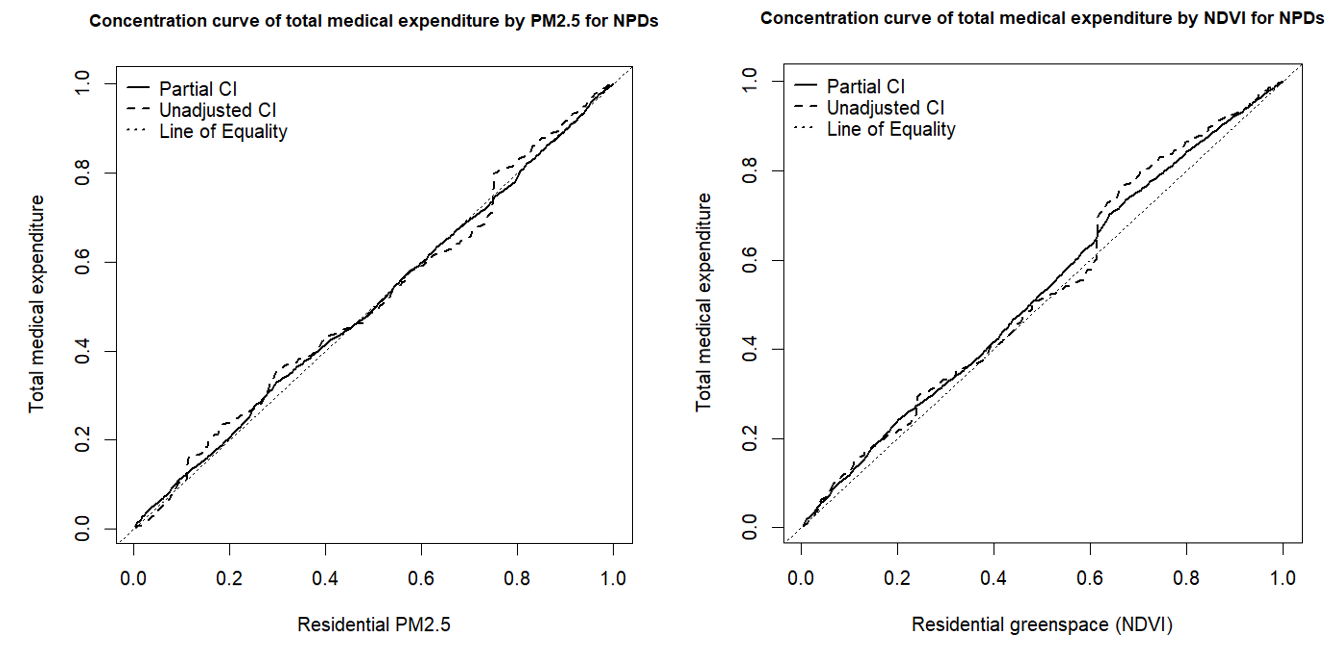 Concentration curve of total medical expenditure by PM2.5 for NPDs
Partial CI
Unadjusted CI
Line of Equality
Total medical expenditure
1.0
0.8
0.6
0.4
0.2
0.0
0.0 0.2 0.4 0.6 0.8 1.0
Residential PM2.5
Concentration curve of total medical expenditure by NDVI for NPDs
Partial CI
Unadjusted CI
Line of Equality
Total medical expenditure
1.0
0.8
0.6
0.4
0.2
0.0
0.0 0.2 0.4 0.6 0.8 1.0
Residential greenspace (NDVI)